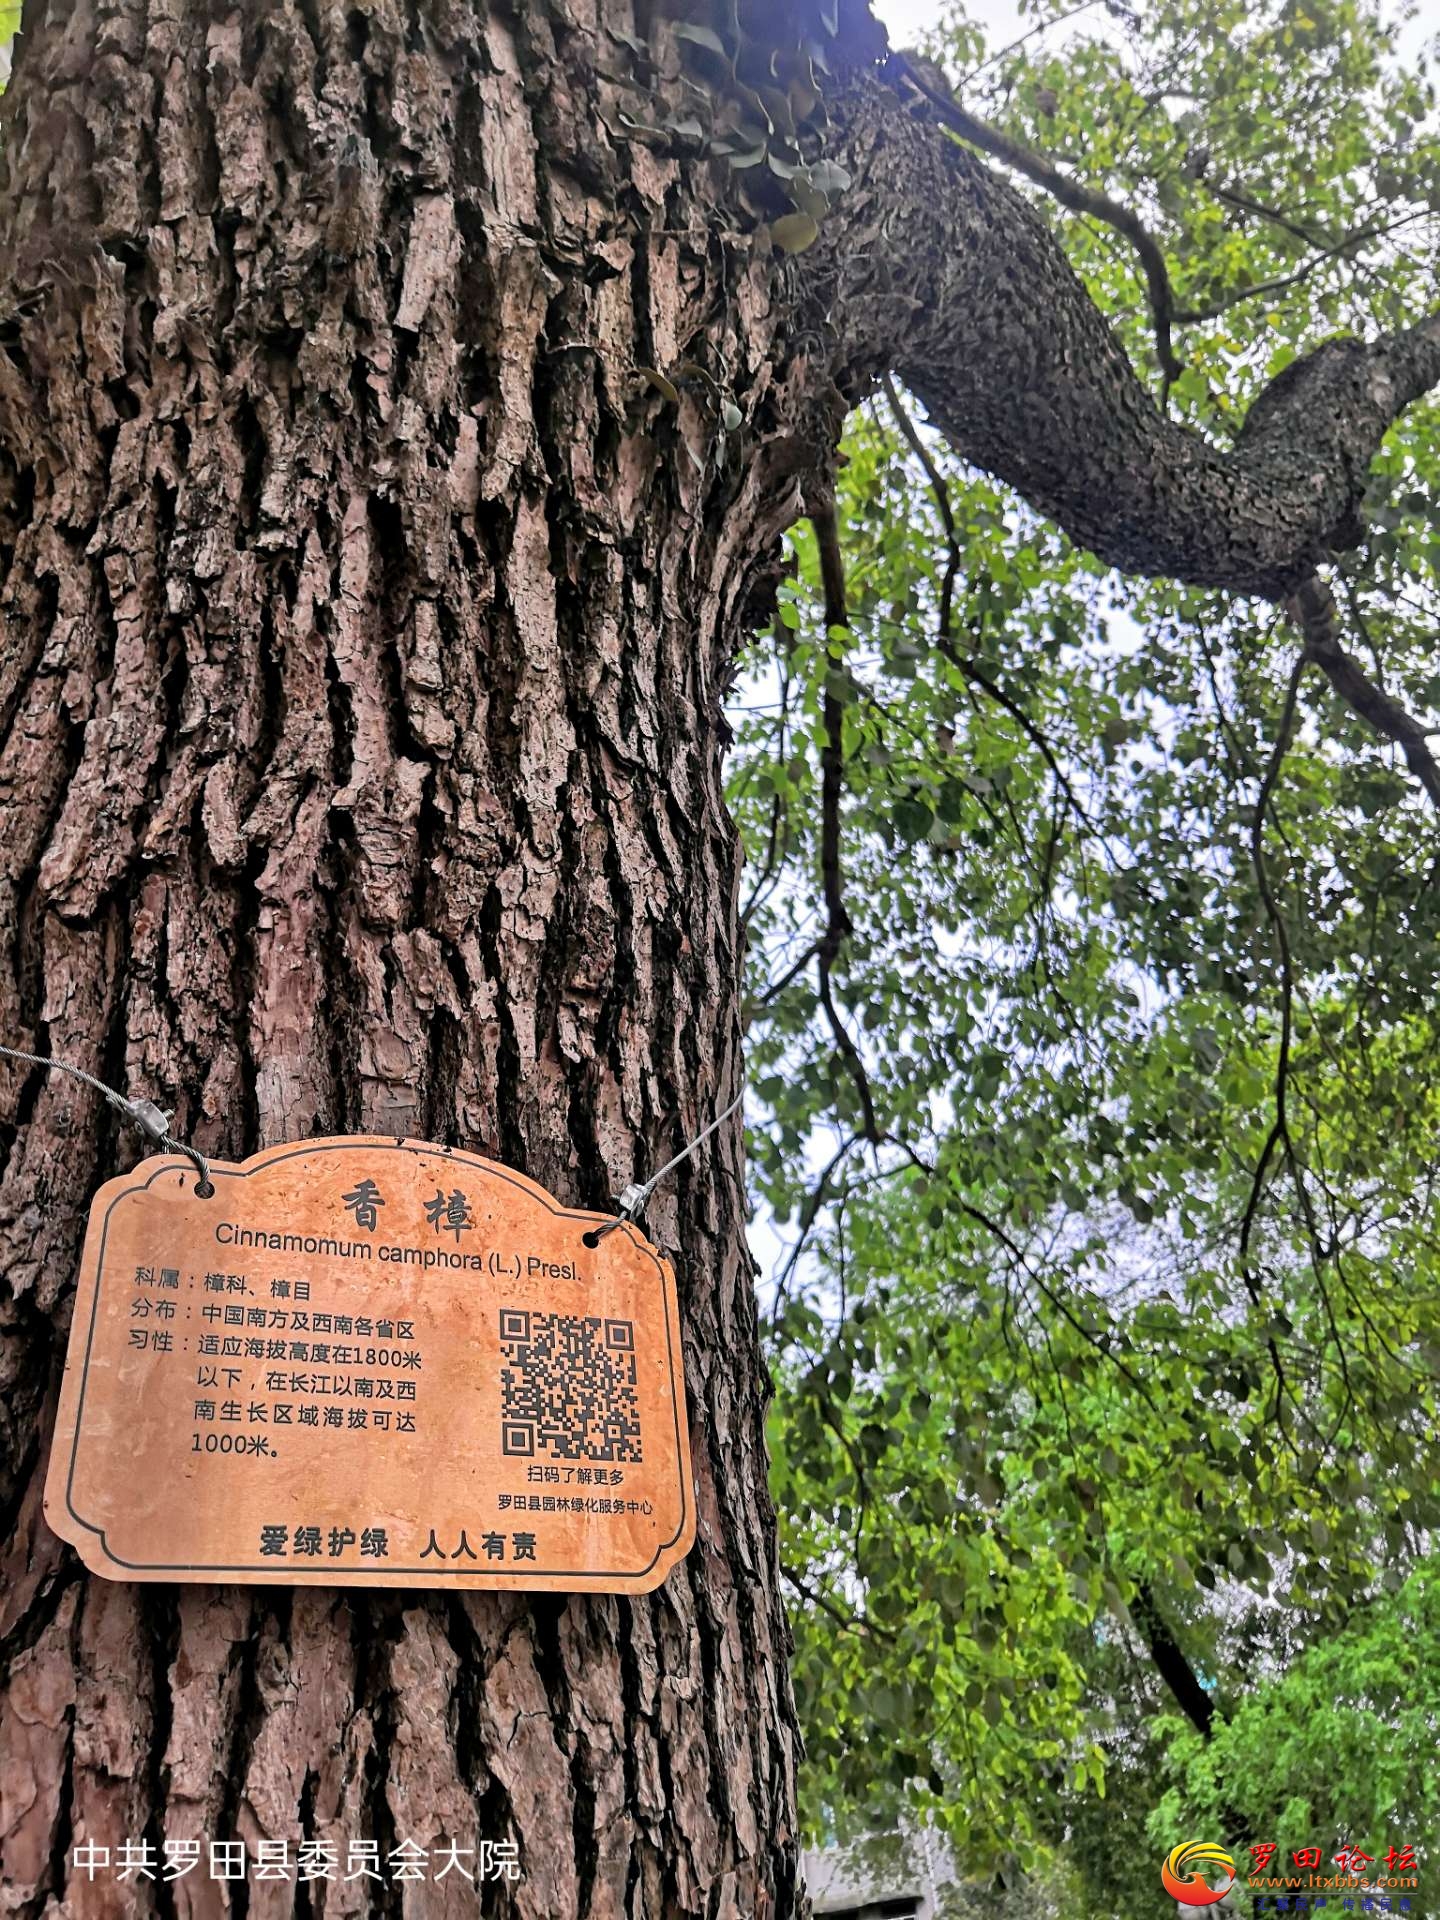 香樟
Cinnamomum camphora (L.) Presl.
科属：樟科、樟目
分布：中国南方及西南各省区
习性：适应海拔高度在1800米
以下，在长江以南及西
南生长区域海拔可达
1000米。
扫码了解更多
罗田县园林绿化服务中心
爱绿护绿 人人有责
中共罗田县委员会大院
罗田论坛
www.ltxbbs.com